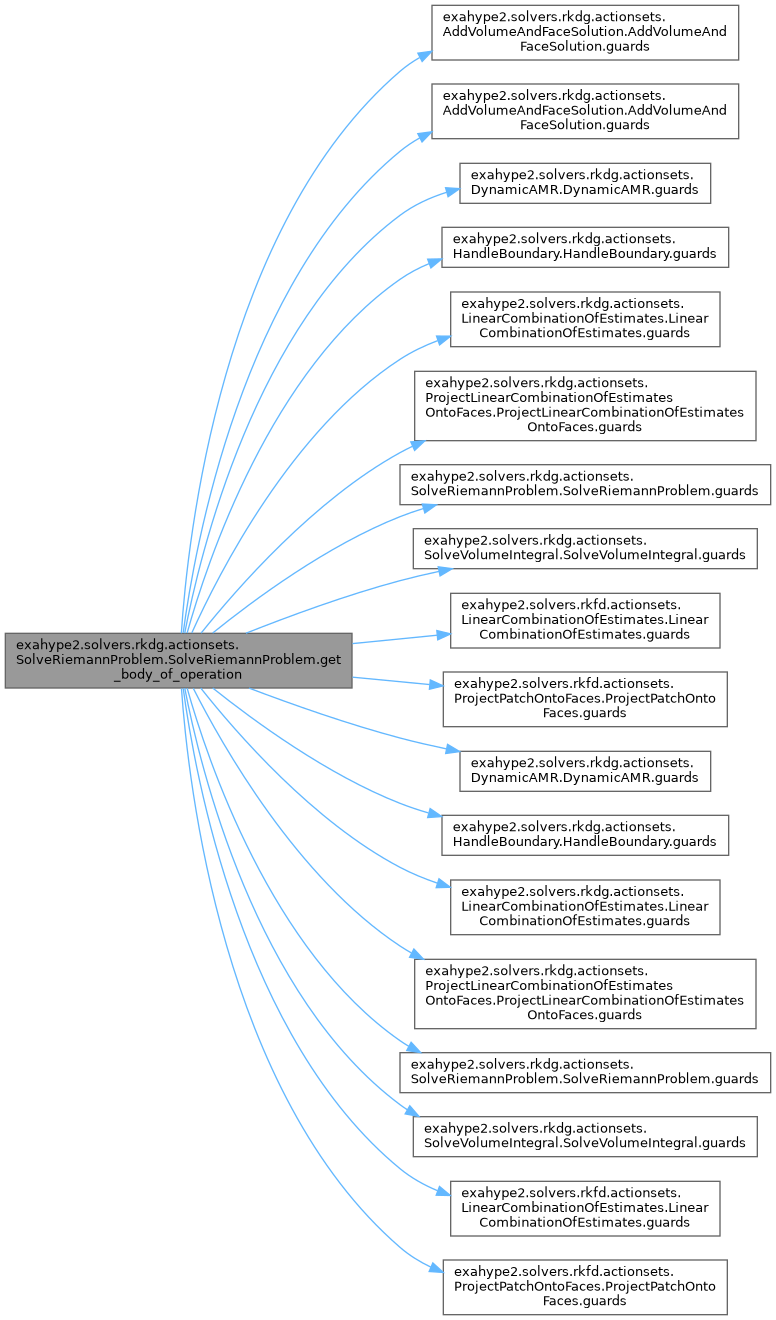 exahype2.solvers.rkdg.actionsets.
AddVolumeAndFaceSolution.AddVolumeAnd
FaceSolution.guards
exahype2.solvers.rkdg.actionsets.
AddVolumeAndFaceSolution.AddVolumeAnd
FaceSolution.guards
exahype2.solvers.rkdg.actionsets.
DynamicAMR.DynamicAMR.guards
exahype2.solvers.rkdg.actionsets.
HandleBoundary.HandleBoundary.guards
exahype2.solvers.rkdg.actionsets.
LinearCombinationOfEstimates.Linear
CombinationOfEstimates.guards
exahype2.solvers.rkdg.actionsets.
ProjectLinearCombinationOfEstimates
OntoFaces.ProjectLinearCombinationOfEstimates
OntoFaces.guards
exahype2.solvers.rkdg.actionsets.
SolveRiemannProblem.SolveRiemannProblem.guards
exahype2.solvers.rkdg.actionsets.
SolveVolumeIntegral.SolveVolumeIntegral.guards
exahype2.solvers.rkfd.actionsets.
LinearCombinationOfEstimates.Linear
CombinationOfEstimates.guards
exahype2.solvers.rkdg.actionsets.
SolveRiemannProblem.SolveRiemannProblem.get
_body_of_operation
exahype2.solvers.rkfd.actionsets.
ProjectPatchOntoFaces.ProjectPatchOnto
Faces.guards
exahype2.solvers.rkdg.actionsets.
DynamicAMR.DynamicAMR.guards
exahype2.solvers.rkdg.actionsets.
HandleBoundary.HandleBoundary.guards
exahype2.solvers.rkdg.actionsets.
LinearCombinationOfEstimates.Linear
CombinationOfEstimates.guards
exahype2.solvers.rkdg.actionsets.
ProjectLinearCombinationOfEstimates
OntoFaces.ProjectLinearCombinationOfEstimates
OntoFaces.guards
exahype2.solvers.rkdg.actionsets.
SolveRiemannProblem.SolveRiemannProblem.guards
exahype2.solvers.rkdg.actionsets.
SolveVolumeIntegral.SolveVolumeIntegral.guards
exahype2.solvers.rkfd.actionsets.
LinearCombinationOfEstimates.Linear
CombinationOfEstimates.guards
exahype2.solvers.rkfd.actionsets.
ProjectPatchOntoFaces.ProjectPatchOnto
Faces.guards